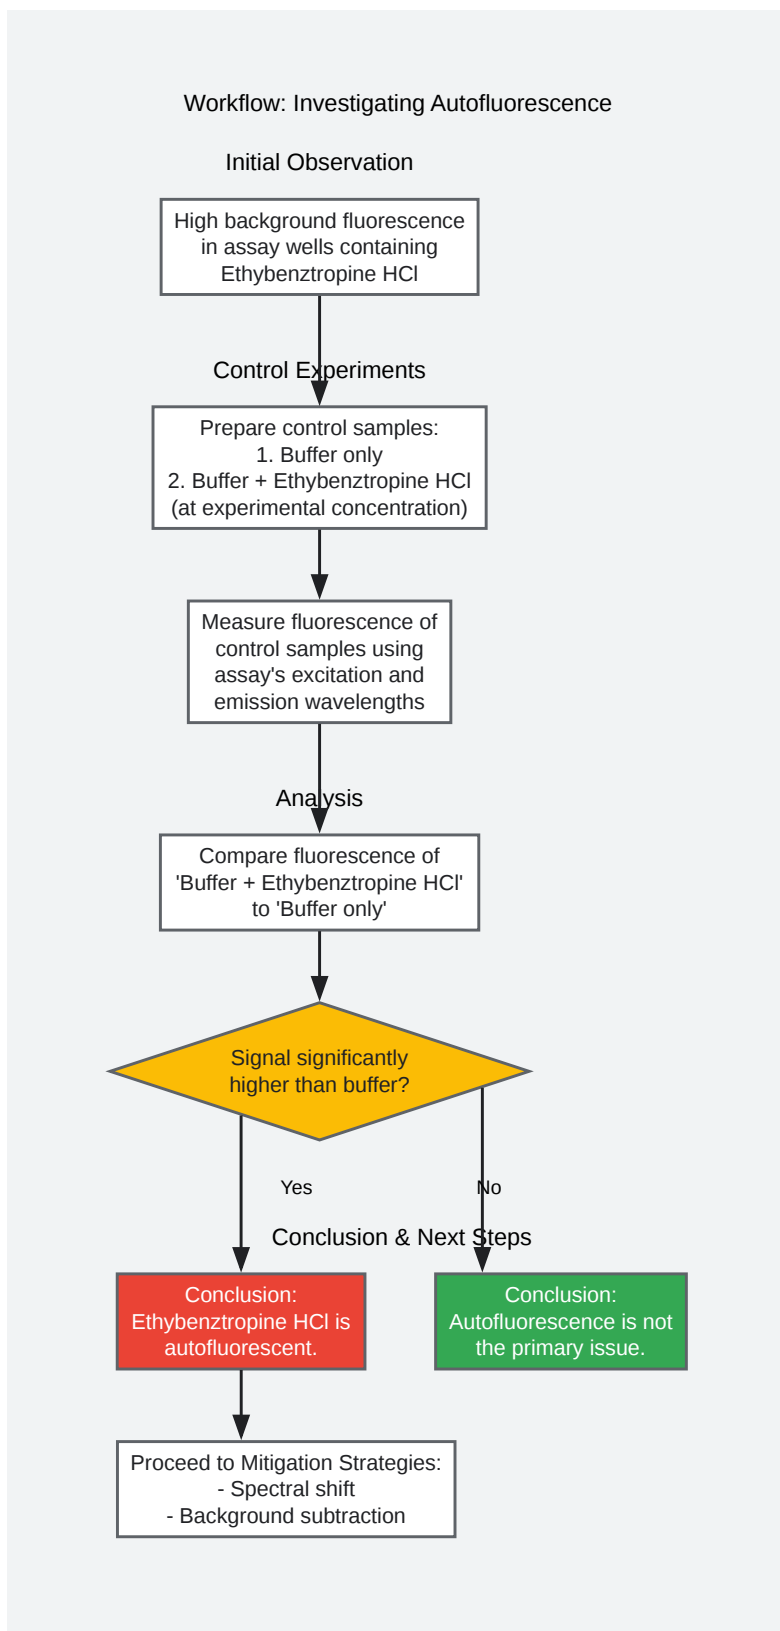 Workflow: Investigating Autofluorescence
Initial Observation
High background fluorescence
in assay wells containing
Ethybenztropine HCl
Control Experiments
Prepare control samples:
1. Buffer only
2. Buffer + Ethybenztropine HCl
(at experimental concentration)
Measure fluorescence of
control samples using
assay's excitation and
emission wavelengths
Analysis
Compare fluorescence of
'Buffer + Ethybenztropine HCl'
to 'Buffer only'
Signal significantly
higher than buffer?
Yes
No
Conclusion & Next Steps
Conclusion:
Ethybenztropine HCl is
autofluorescent.
Conclusion:
Autofluorescence is not
the primary issue.
Proceed to Mitigation Strategies:
- Spectral shift
- Background subtraction